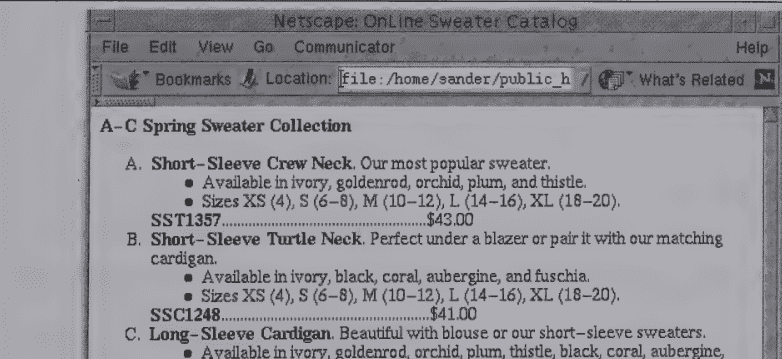 Netscape: OnLine Sweater Catalog
File Edit View Go Communicator Help
Bookmarks Location: file:/home/sander/public_h What's Related N
A-C Spring Sweater Collection
A. Short-Sleeve Crew Neck. Our most popular sweater.
• Available in ivory, goldenrod, orchid, plum, and thistle.
• Sizes XS (4), S (6-8), M (10-12), L (14-16), XL (18-20).
SST1357..................................................$43.00
B. Short-Sleeve Turtle Neck. Perfect under a blazer or pair it with our matching
cardigan.
• Available in ivory, black, coral, aubergine, and fuschia.
• Sizes XS (4), S (6-8), M (10-12), L (14-16), XL (18-20).
SSC1248..................................................$41.00
C. Long-Sleeve Cardigan. Beautiful with blouse or our short-sleeve sweaters.
• Available in ivory, goldenrod, orchid, plum, thistle, black, coral, aubergine,